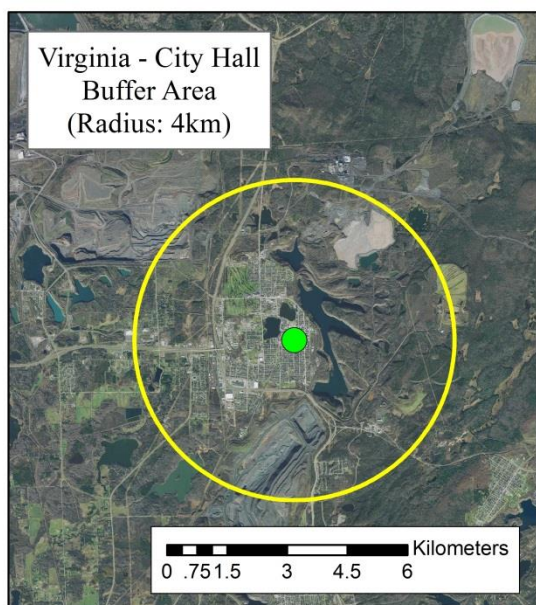 Virginia - City Hall
Buffer Area
(Radius: 4km)
Kilometers
0 .75 1.5 3 4.5 6